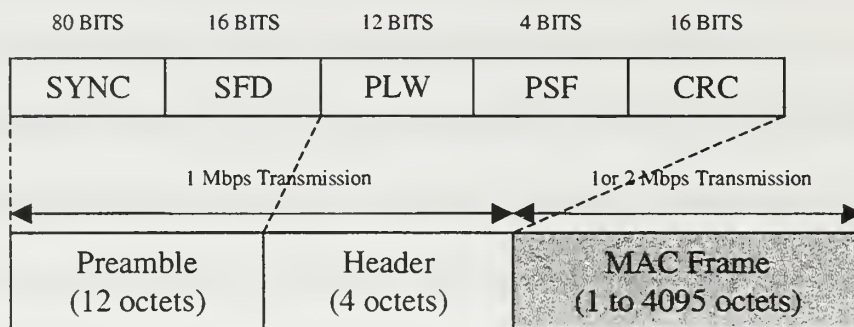 80 BITS 16 BITS 12 BITS 4 BITS 16 BITS
SYNC SFD PLW PSF CRC
1 Mbps Transmission 1or 2 Mbps Transmission
Preamble Header MAC Frame
(12 octets) (4 octets) (1 to 4095 octets)